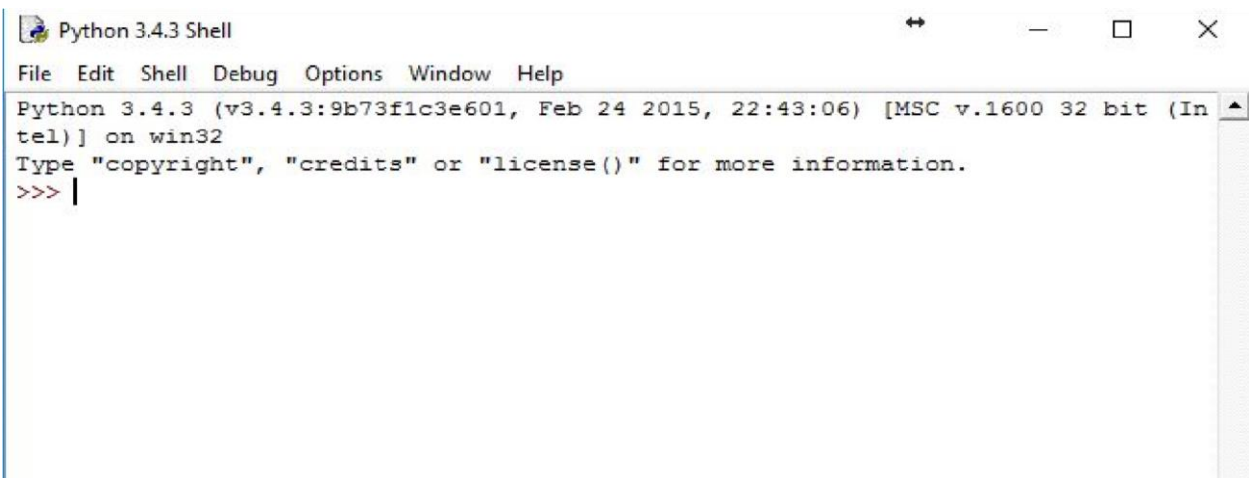 Python 3.4.3 Shell
File Edit Shell Debug Options Window Help
Python 3.4.3 (v3.4.3:9b73f1c3e601, Feb 24 2015, 22:43:06) [MSC v.1600 32 bit (In
tel)] on win32
Type "copyright", "credits" or "license()" for more information.
>>>